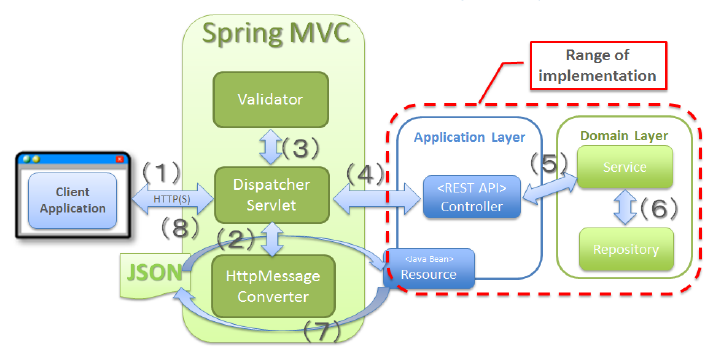 Spring MVC
Range of
implementation
Validator
(3)
Application Layer
Domain Layer
(1)
Client
Application
HTTP(S)
(8)
Dispatcher
Servlet
(4)
<REST API>
Controller
(5)
Service
(6)
(2)
Repository
JSON
HttpMessage
Converter
<Java Bean>
Resource
(7)